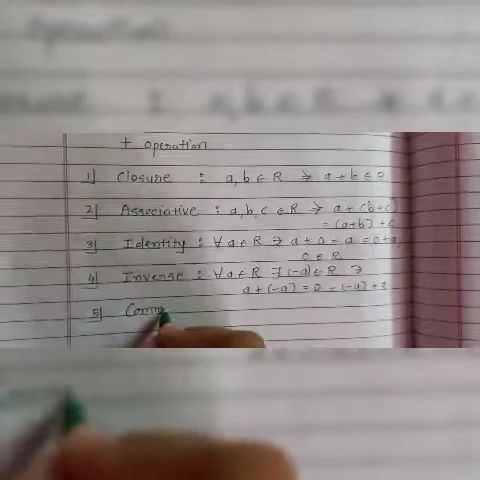 + operation
1) Closure : a, b ∈ R ⇒ a + b ∈ R
2) Associative : a, b, c ∈ R ⇒ a + (b + c)
= (a+b) + c
3) Identity : ∀ a ∈ R ∋ a + 0 = a = 0 + a,
0 ∈ R
4) Inverse : ∀ a ∈ R ∃ (-a) ∈ R ∋
a + (-a) = 0 = (-a) + a
5) Comm